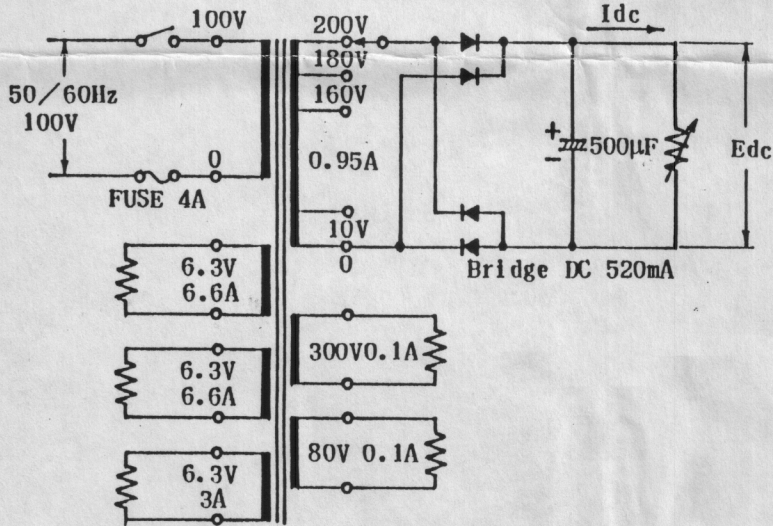 100V
50/60Hz
100V
0
FUSE 4A
200V
180V
160V
0.95A
10V
0
Idc
+
−
500μF
Edc
Bridge DC 520mA
6.3V
6.6A
6.3V
6.6A
6.3V
3A
300V0.1A
80V 0.1A